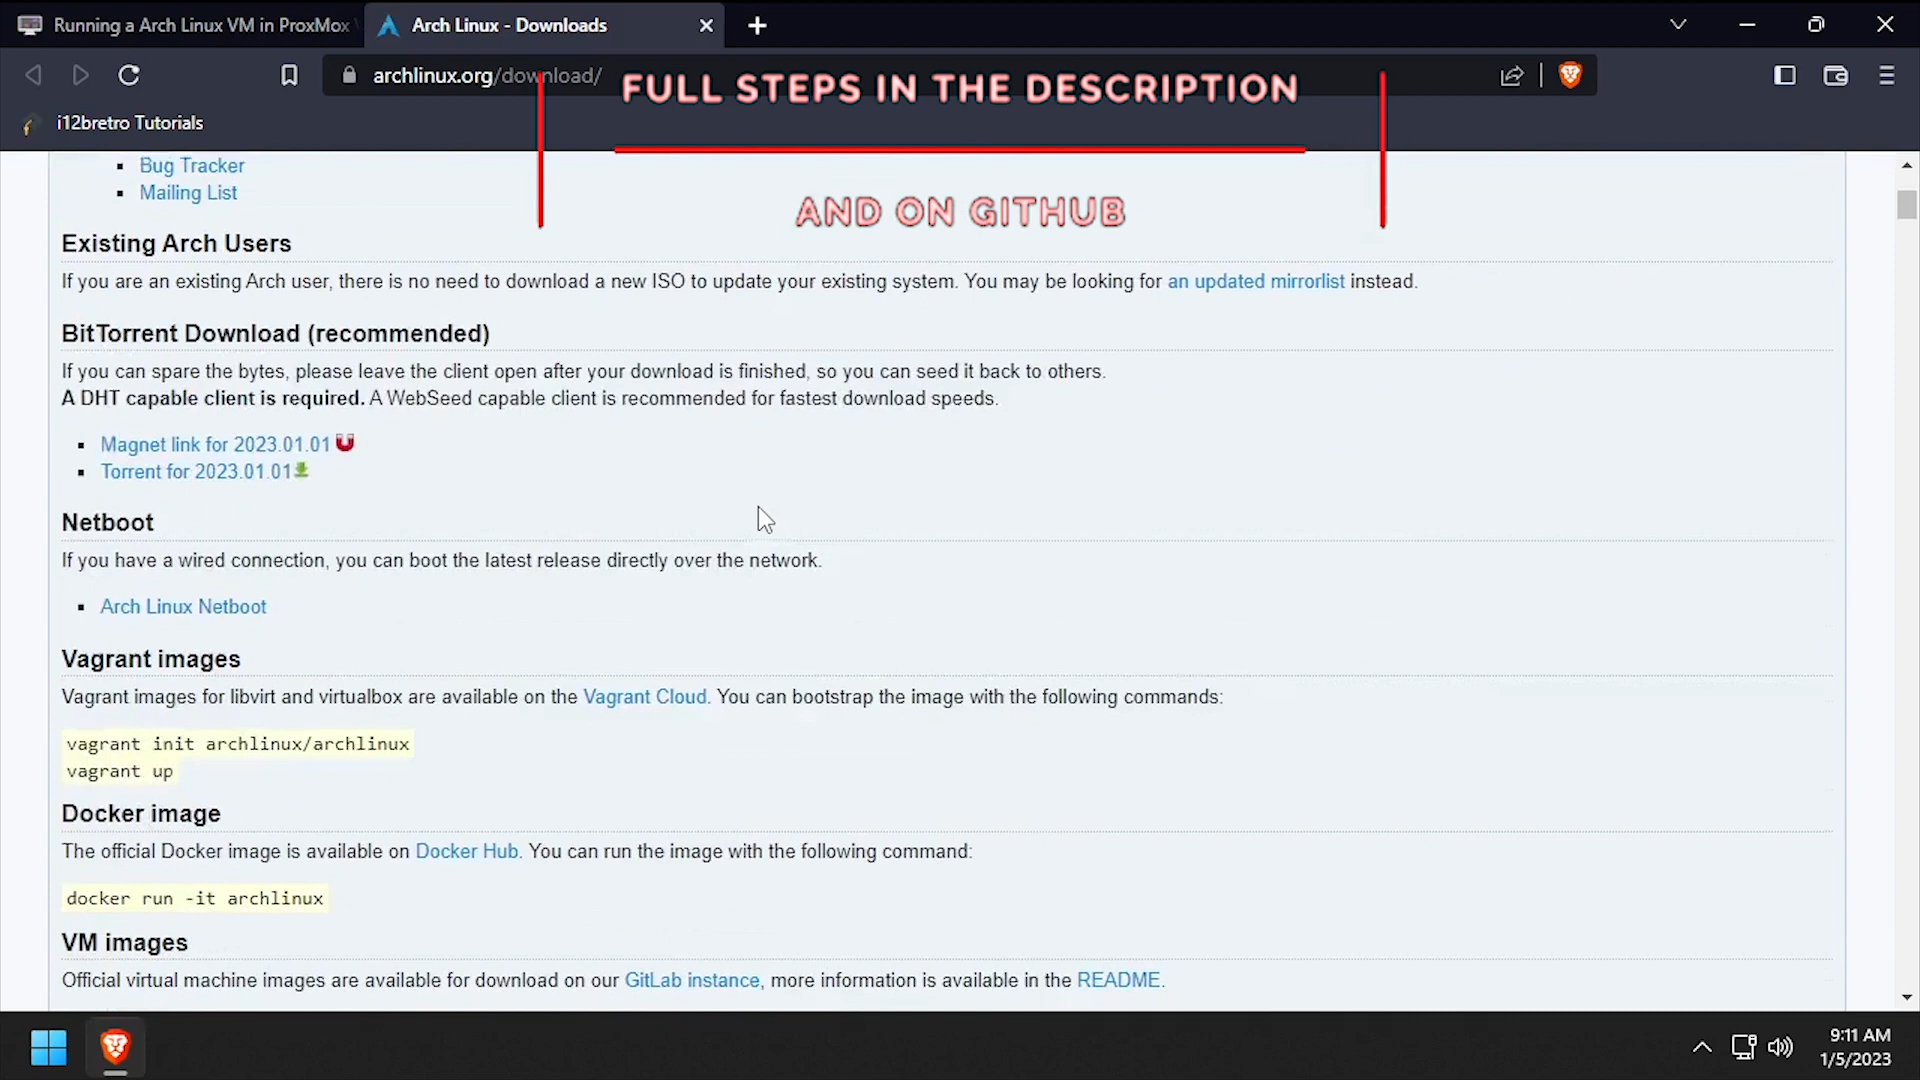 Running a Arch Linux VM in ProxMox
Arch Linux - Downloads
archlinux.org/download/
FULL STEPS IN THE DESCRIPTION
i12bretro Tutorials
Bug Tracker
Mailing List
AND ON GITHUB
Existing Arch Users
If you are an existing Arch user, there is no need to download a new ISO to update your existing system. You may be looking for an updated mirrorlist instead.
BitTorrent Download (recommended)
If you can spare the bytes, please leave the client open after your download is finished, so you can seed it back to others.
A DHT capable client is required. A WebSeed capable client is recommended for fastest download speeds.
Magnet link for 2023.01.01
Torrent for 2023.01.01
Netboot
If you have a wired connection, you can boot the latest release directly over the network.
Arch Linux Netboot
Vagrant images
Vagrant images for libvirt and virtualbox are available on the Vagrant Cloud. You can bootstrap the image with the following commands:
vagrant init archlinux/archlinux
vagrant up
Docker image
The official Docker image is available on Docker Hub. You can run the image with the following command:
docker run -it archlinux
VM images
Official virtual machine images are available for download on our GitLab instance, more information is available in the README.
9:11 AM
1/5/2023